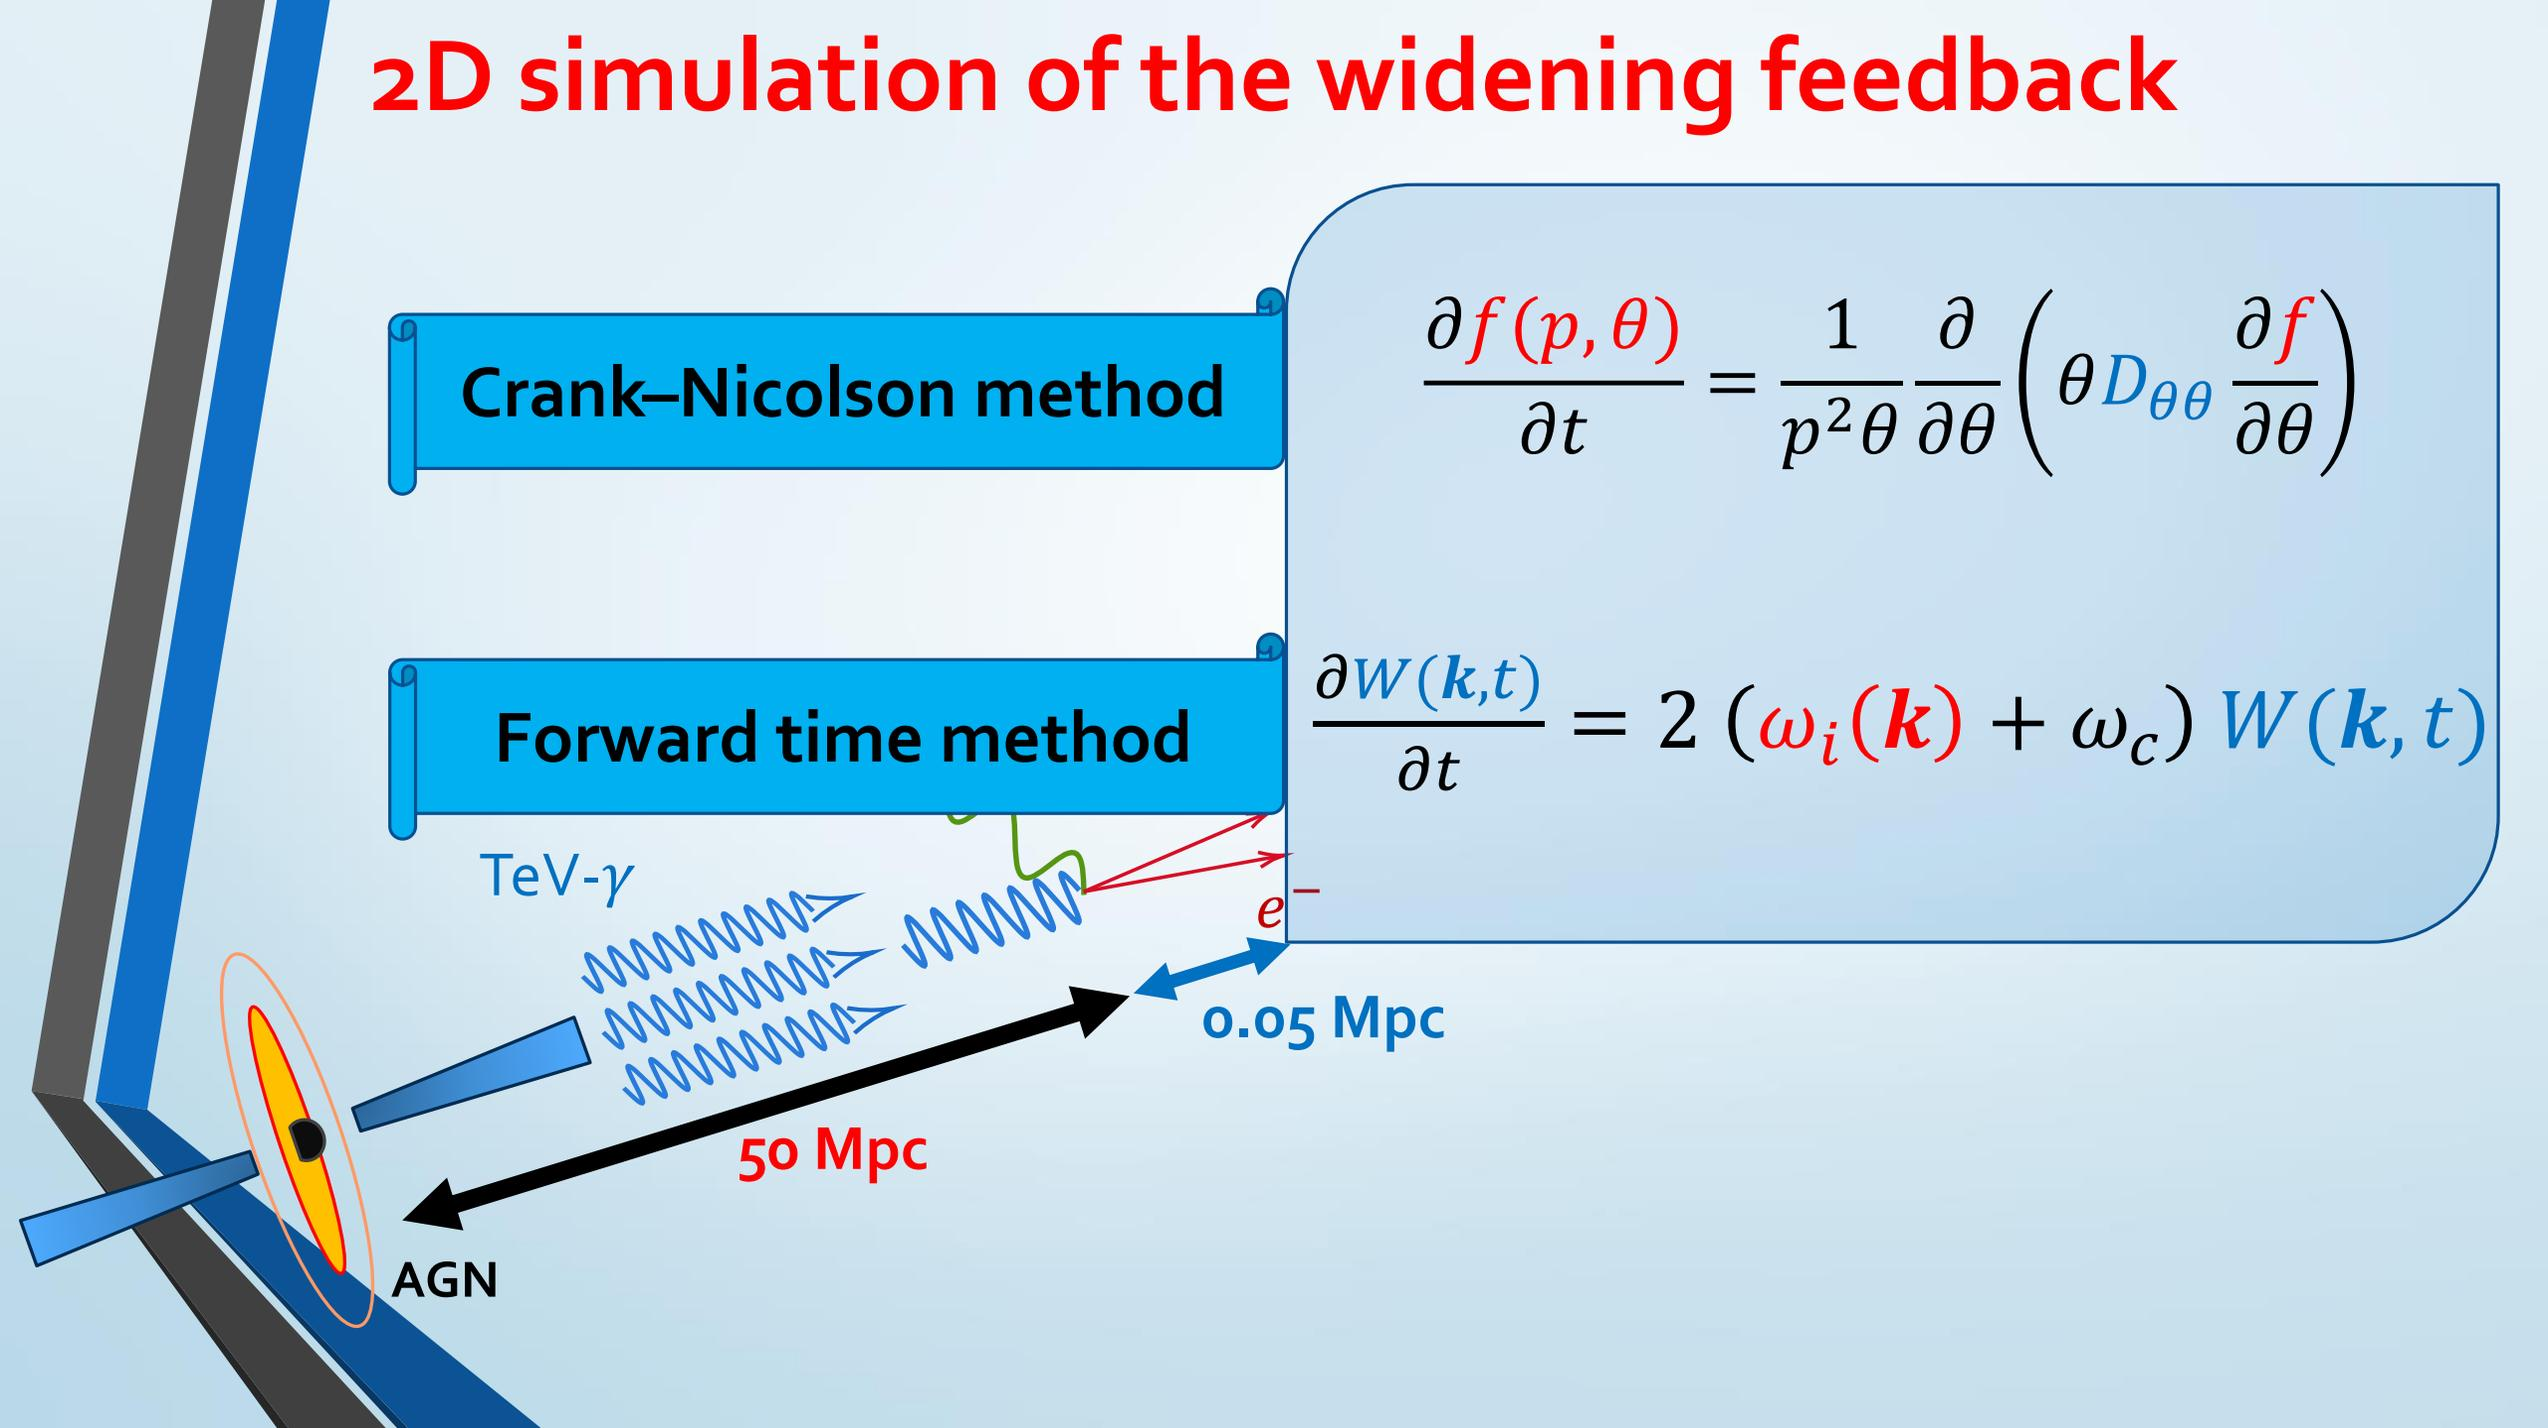 2D simulation of the widening feedback
Crank–Nicolson method
∂f(p, θ)/∂t = 1/(p²θ) ∂/∂θ (θ D_θθ ∂f/∂θ)
Forward time method
∂W(k,t)/∂t = 2 (ω_i(k) + ω_c) W(k, t)
TeV-γ
e⁻
0.05 Mpc
50 Mpc
AGN